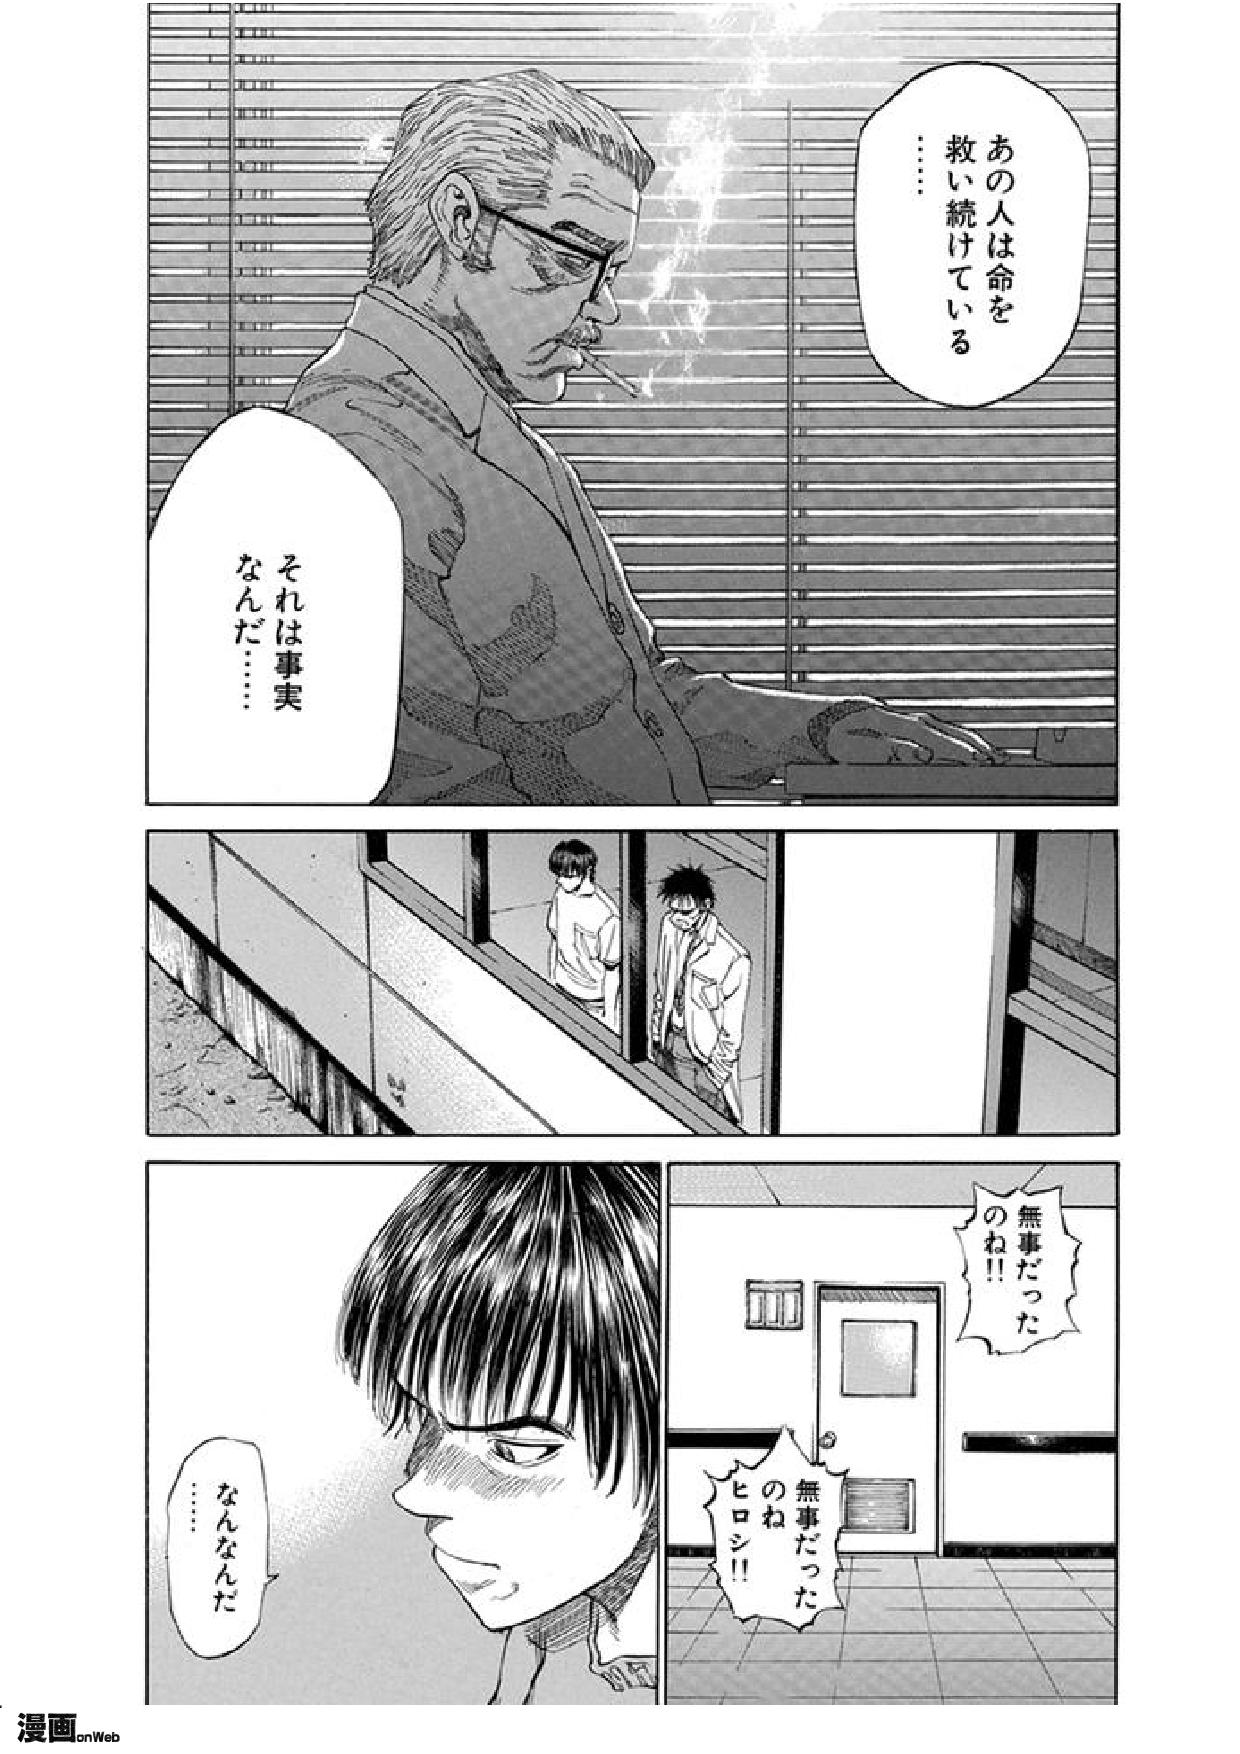 あの人は命を
救い続けている
……
それは事実
なんだ……
無事だった
のね!!
無事だった
のね
ヒロシ!!
なんなんだ
……
漫画onWeb